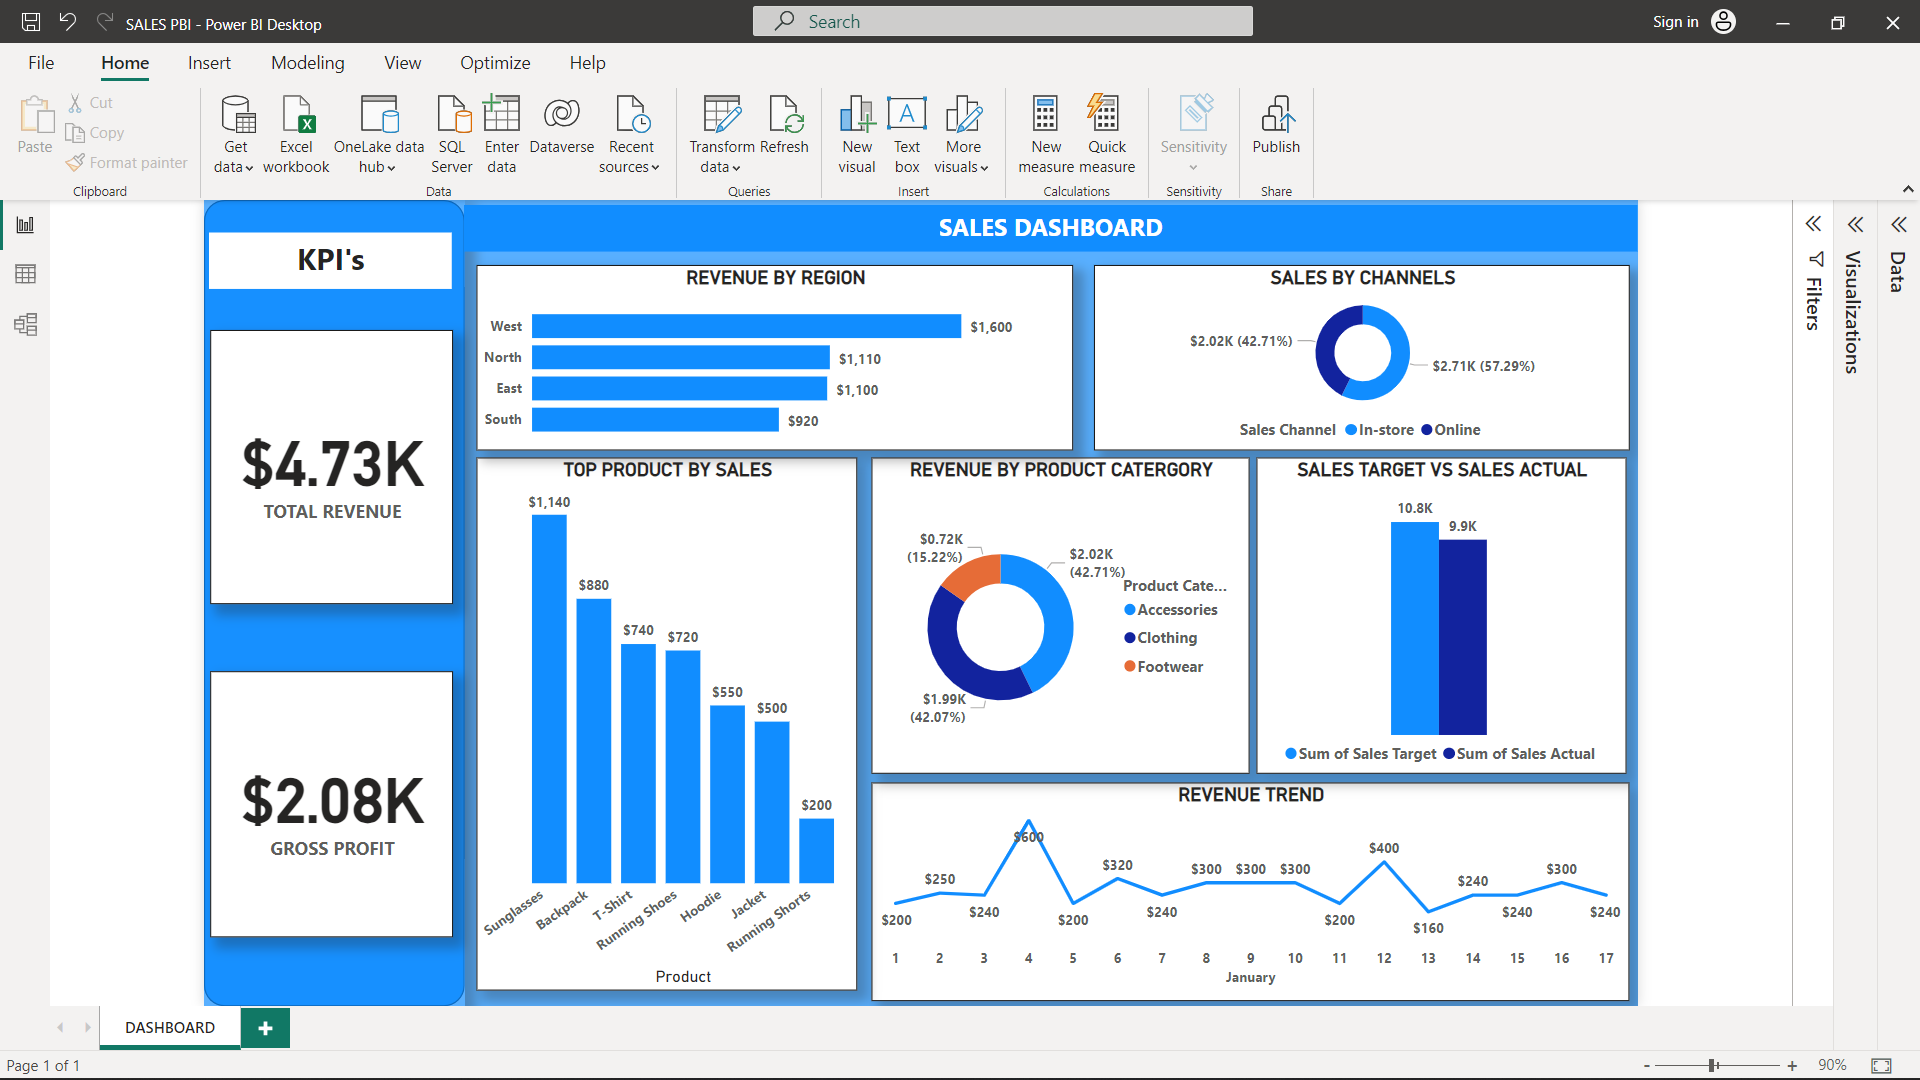 SALES PBI - Power BI Desktop
Search
Sign in
File
Home
Insert
Modeling
View
Optimize
Help
Paste
Cut
Copy
Format painter
Clipboard
Get
data
Excel
workbook
OneLake data
hub
SQL
Server
Enter
data
Dataverse
Recent
sources
Data
Transform
data
Refresh
Queries
New
visual
Text
box
More
visuals
Insert
New
measure
Quick
measure
Calculations
Sensitivity
Sensitivity
Publish
Share
KPI's
$4.73K
TOTAL REVENUE
$2.08K
GROSS PROFIT
SALES DASHBOARD
REVENUE BY REGION
West
$1,600
North
$1,110
East
$1,100
South
$920
SALES BY CHANNELS
$2.02K (42.71%)
$2.71K (57.29%)
Sales Channel
In-store
Online
TOP PRODUCT BY SALES
$1,140
$880
$740
$720
$550
$500
$200
Sunglasses
Backpack
T-Shirt
Running Shoes
Hoodie
Jacket
Running Shorts
Product
REVENUE BY PRODUCT CATERGORY
$0.72K
(15.22%)
$2.02K
(42.71%)
$1.99K
(42.07%)
Product Cate...
Accessories
Clothing
Footwear
SALES TARGET VS SALES ACTUAL
10.8K
9.9K
Sum of Sales Target
Sum of Sales Actual
REVENUE TREND
$200
$250
$240
$600
$200
$320
$240
$300
$300
$300
$200
$400
$160
$240
$240
$300
$240
1 2 3 4 5 6 7 8 9 10 11 12 13 14 15 16 17
January
Filters
Visualizations
Data
DASHBOARD
Page 1 of 1
90%